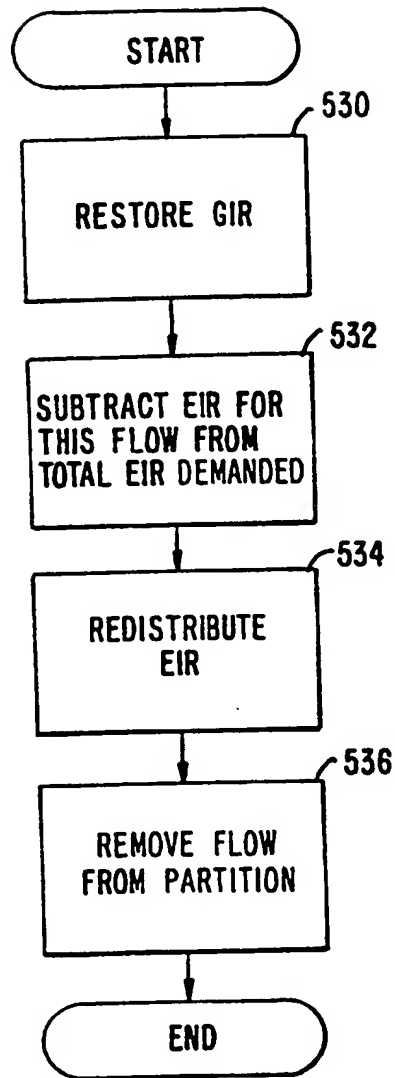 START
530
RESTORE GIR
532
SUBTRACT EIR FOR
THIS FLOW FROM
TOTAL EIR DEMANDED
534
REDISTRIBUTE
EIR
536
REMOVE FLOW
FROM PARTITION
END